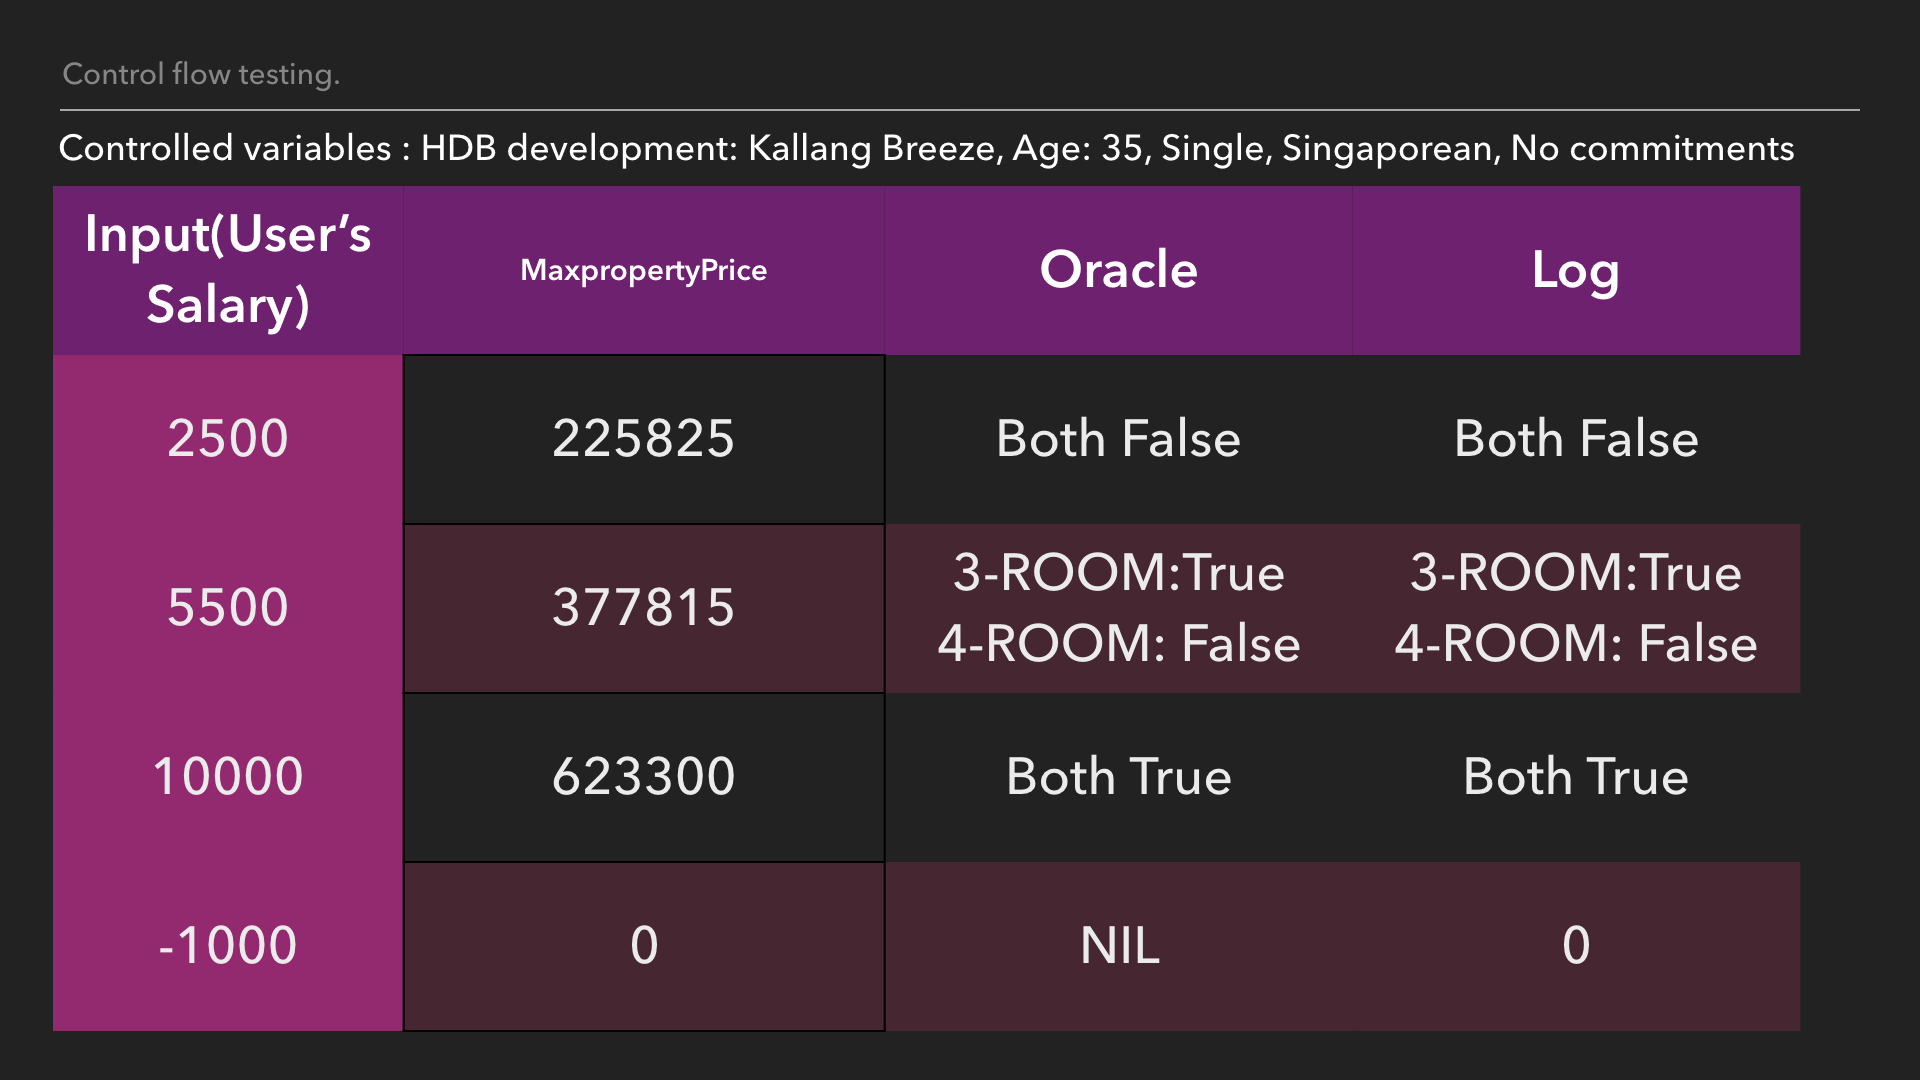 Control flow testing.
Controlled variables : HDB development: Kallang Breeze, Age: 35, Single, Singaporean, No commitments
Input(User’s
Salary)
MaxpropertyPrice
Oracle
Log
2500
225825
Both False
Both False
5500
377815
3-ROOM:True
4-ROOM: False
3-ROOM:True
4-ROOM: False
10000
623300
Both True
Both True
-1000
0
NIL
0